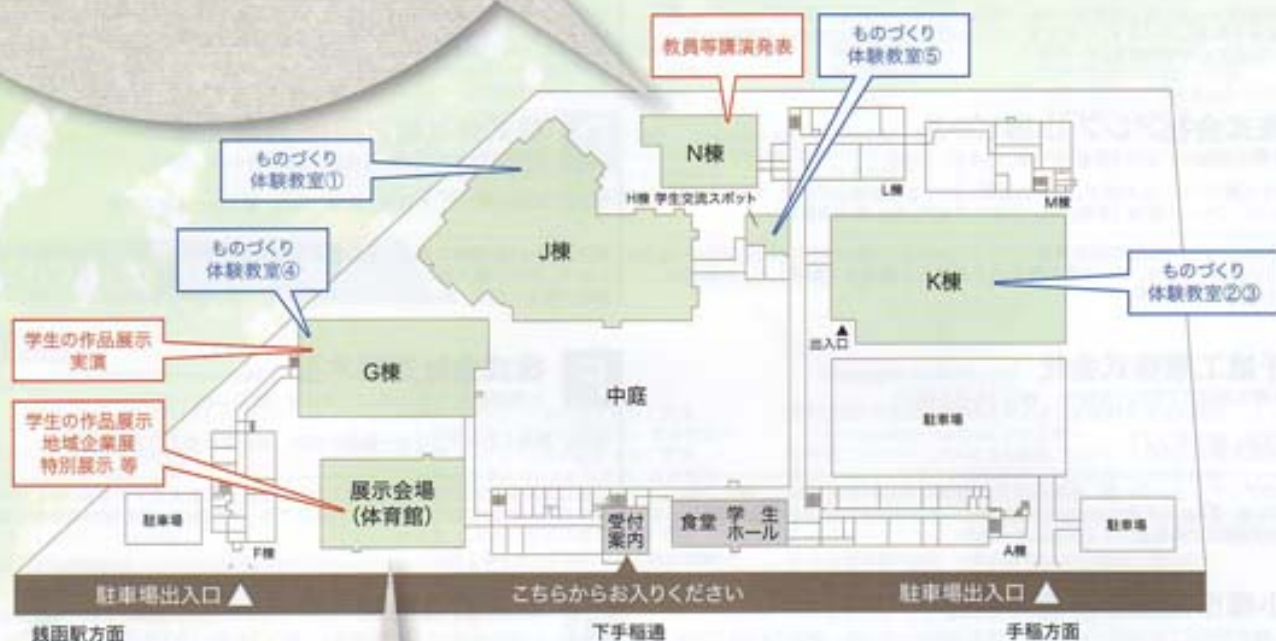 教員等講演発表
ものづくり
体験教室⑤
ものづくり
体験教室①
N棟
H棟 学生交流スポット
L棟
M棟
ものづくり
体験教室④
J棟
K棟
ものづくり
体験教室②③
学生の作品展示
実演
G棟
出入口
中庭
駐車場
学生の作品展示
地域企業展
特別展示 等
展示会場
(体育館)
駐車場
F棟
受付
案内
食堂
学生
ホール
A棟
駐車場
駐車場出入口
こちらからお入りください
駐車場出入口
銭函駅方面
下手稲通
手稲方面